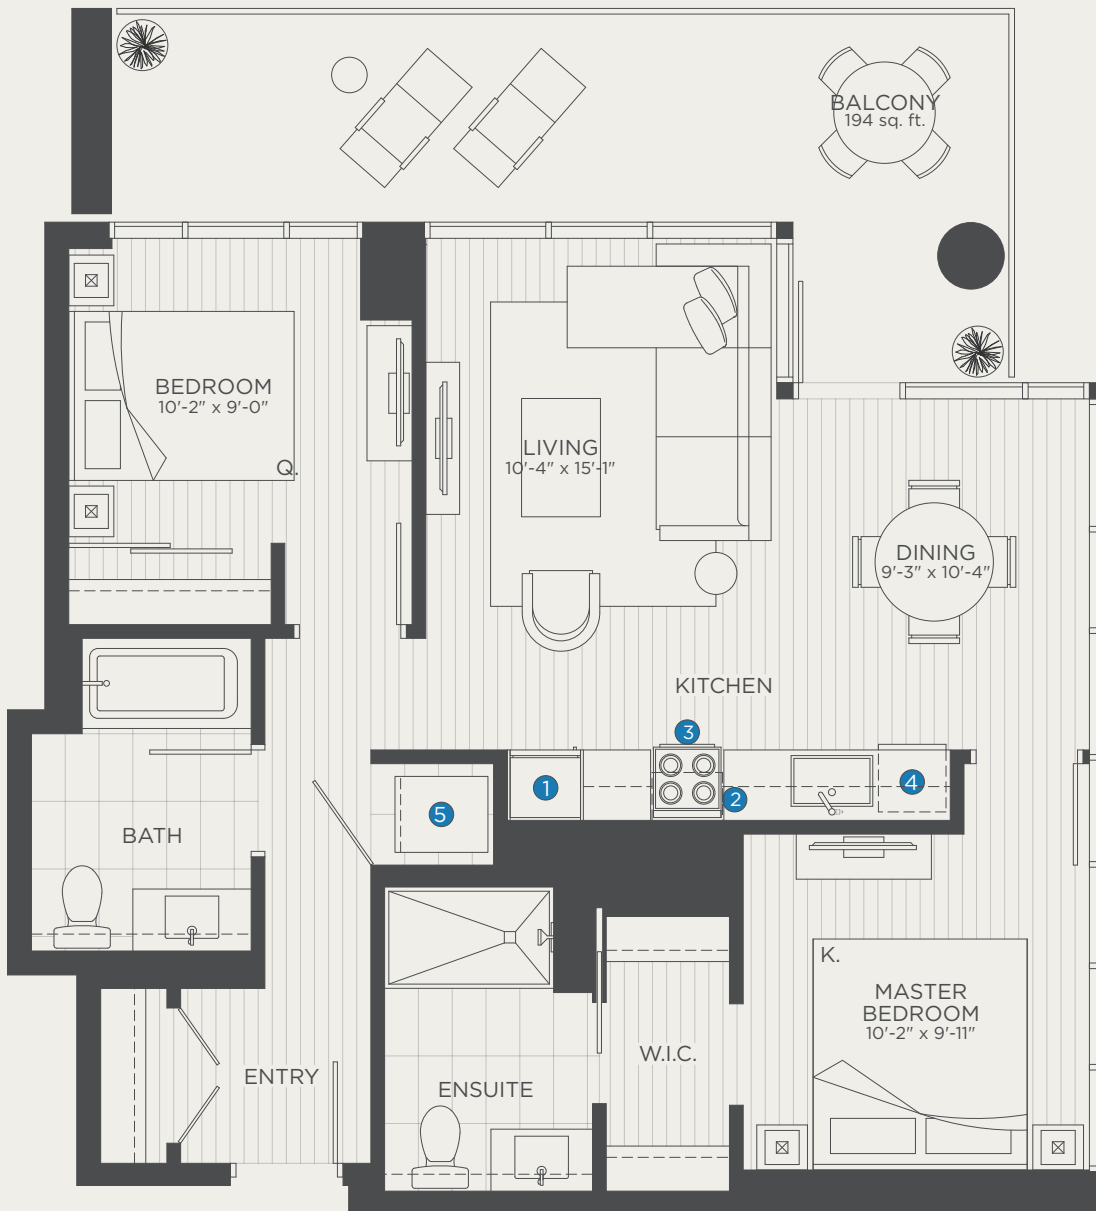 BALCONY
194 sq. ft.
BEDROOM
10'-2" x 9'-0"
Q.
LIVING
10'-4" x 15'-1"
DINING
9'-3" x 10'-4"
KITCHEN
3
1
2
4
5
BATH
K.
MASTER
BEDROOM
10'-2" x 9'-11"
W.I.C.
ENTRY
ENSUITE